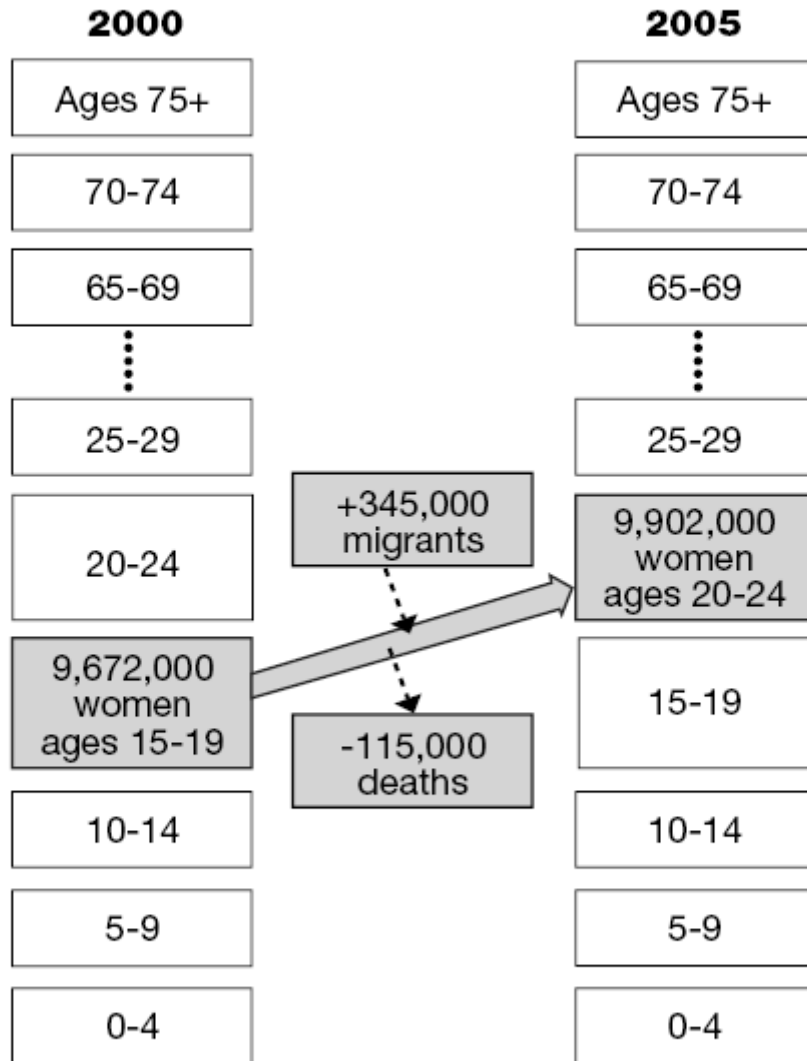 2000
2005
Ages 75+
Ages 75+
70-74
70-74
65-69
65-69
25-29
25-29
+345,000
migrants
20-24
9,902,000
women
ages 20-24
9,672,000
women
ages 15-19
-115,000
deaths
15-19
10-14
10-14
5-9
5-9
0-4
0-4